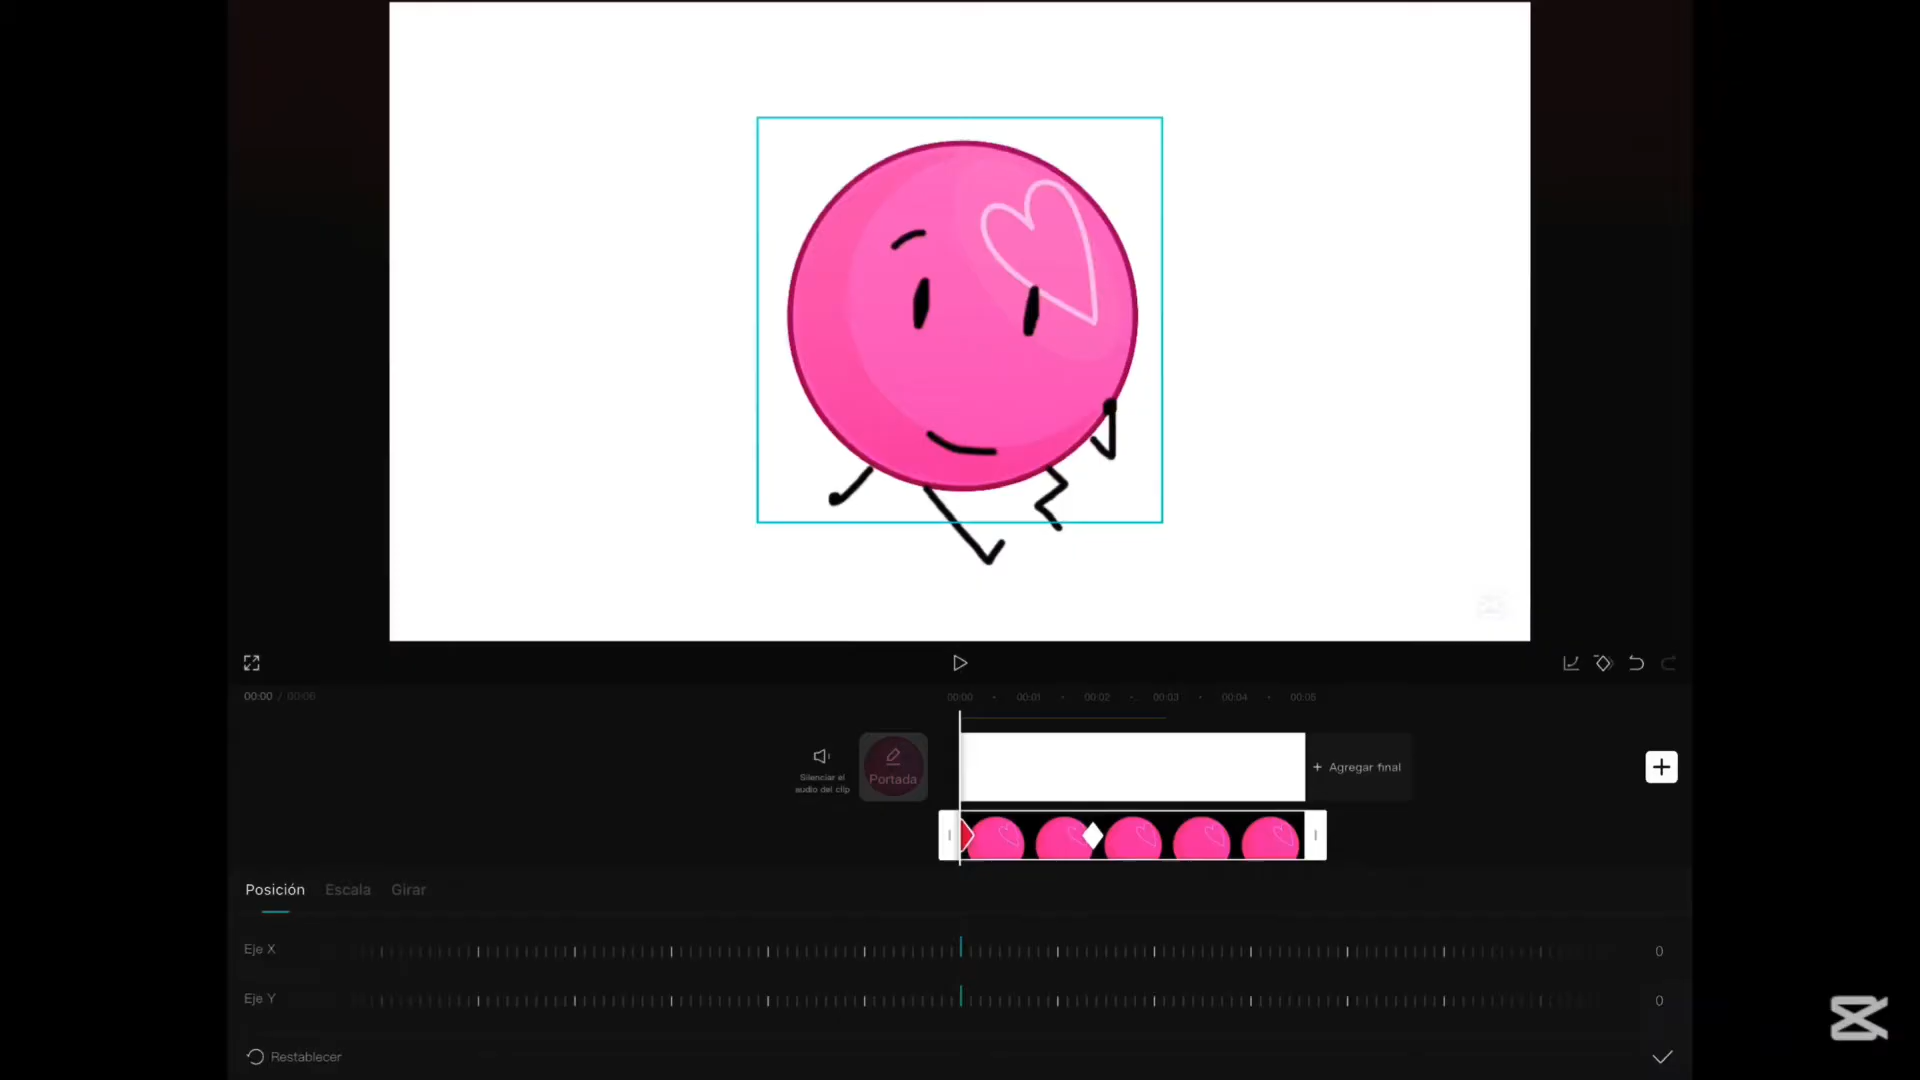 00:00 / 00:06
00:00 00:01 00:02 00:03 00:04 00:05
Silenciar el
audio del clip
Portada
+ Agregar final
Posición Escala Girar
Eje X 0
Eje Y 0
Restablecer